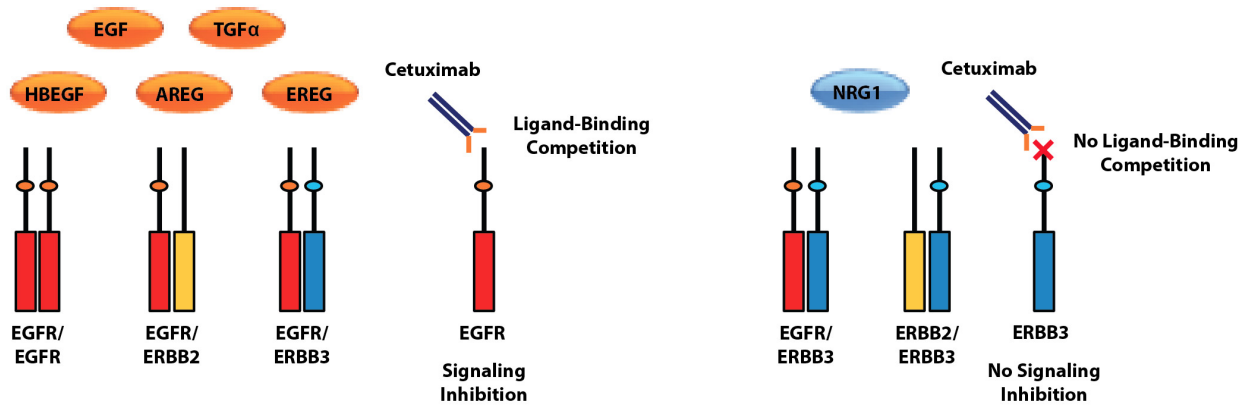 EGF
TGFα
HBEGF
AREG
EREG
Cetuximab
Ligand-Binding
Competition
EGFR/
EGFR
EGFR/
ERBB2
EGFR/
ERBB3
EGFR
Signaling
Inhibition
NRG1
Cetuximab
No Ligand-Binding
Competition
EGFR/
ERBB3
ERBB2/
ERBB3
ERBB3
No Signaling
Inhibition